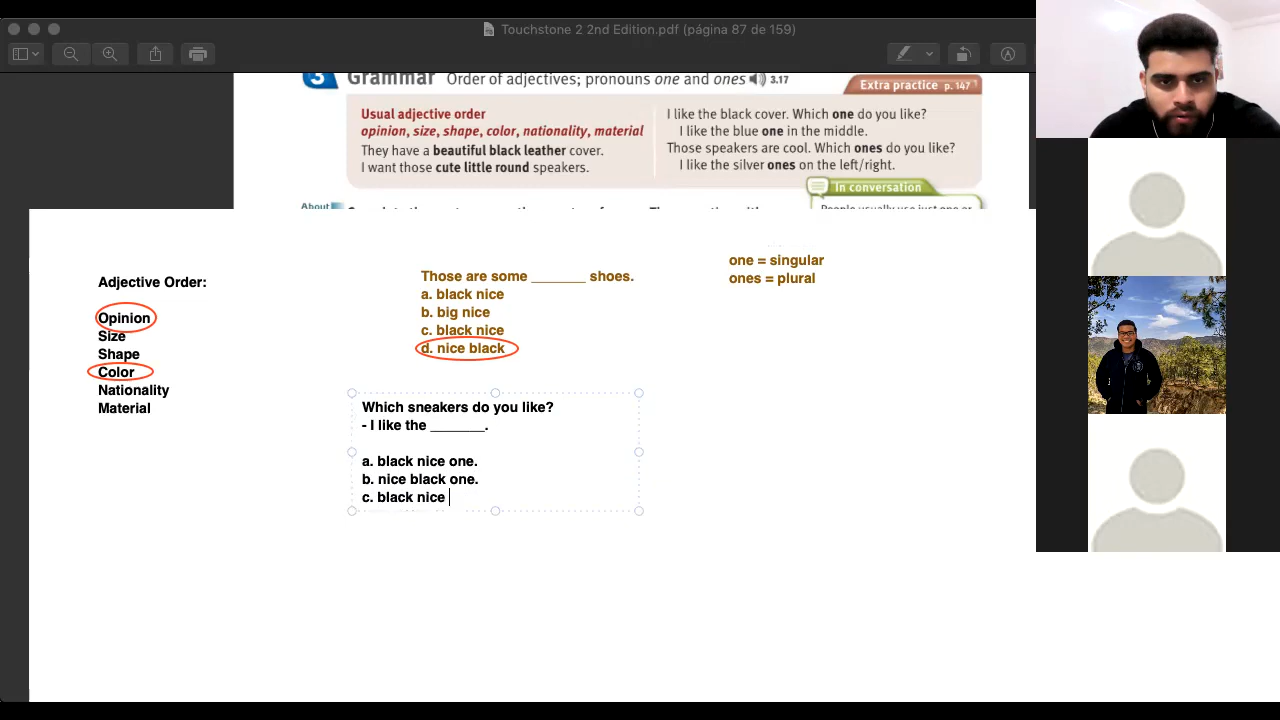 Touchstone 2 2nd Edition.pdf (página 87 de 159)
3 Grammar Order of adjectives; pronouns one and ones 3.17
Extra practice p. 147
Usual adjective order
opinion, size, shape, color, nationality, material
They have a beautiful black leather cover.
I want those cute little round speakers.
I like the black cover. Which one do you like?
I like the blue one in the middle.
Those speakers are cool. Which ones do you like?
I like the silver ones on the left/right.
In conversation
About
Adjective Order:
Opinion
Size
Shape
Color
Nationality
Material
Those are some _______ shoes.
a. black nice
b. big nice
c. black nice
d. nice black
one = singular
ones = plural
Which sneakers do you like?
- I like the _______.
a. black nice one.
b. nice black one.
c. black nice